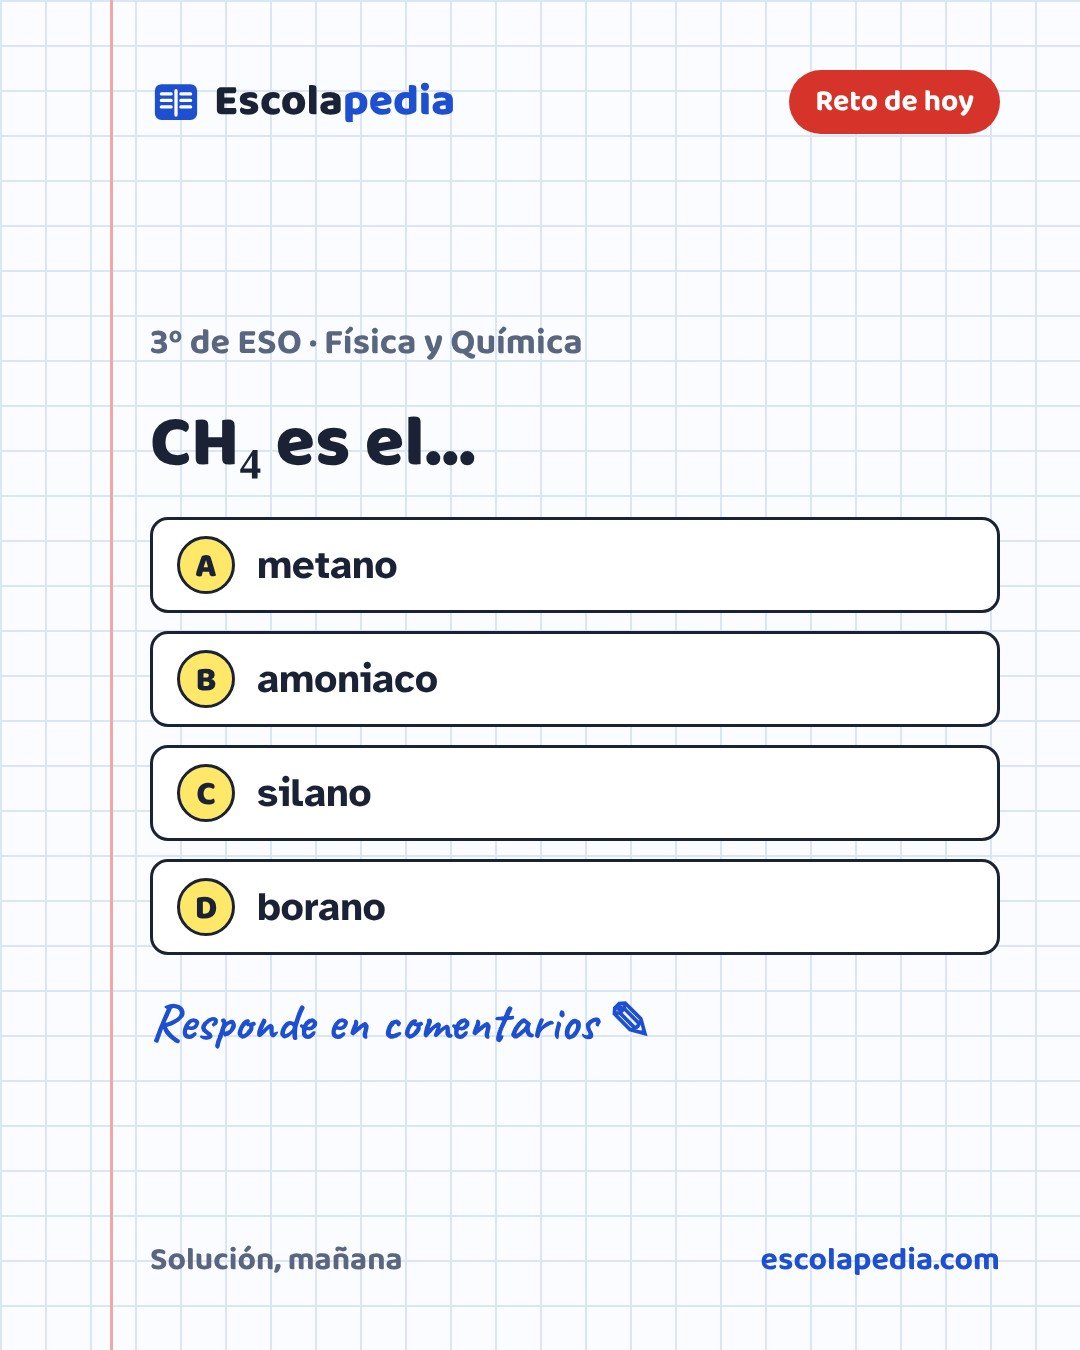 Escolapedia
Reto de hoy
3º de ESO · Física y Química
CH₄ es el...
A metano
B amoniaco
C silano
D borano
Responde en comentarios ✎
Solución, mañana
escolapedia.com